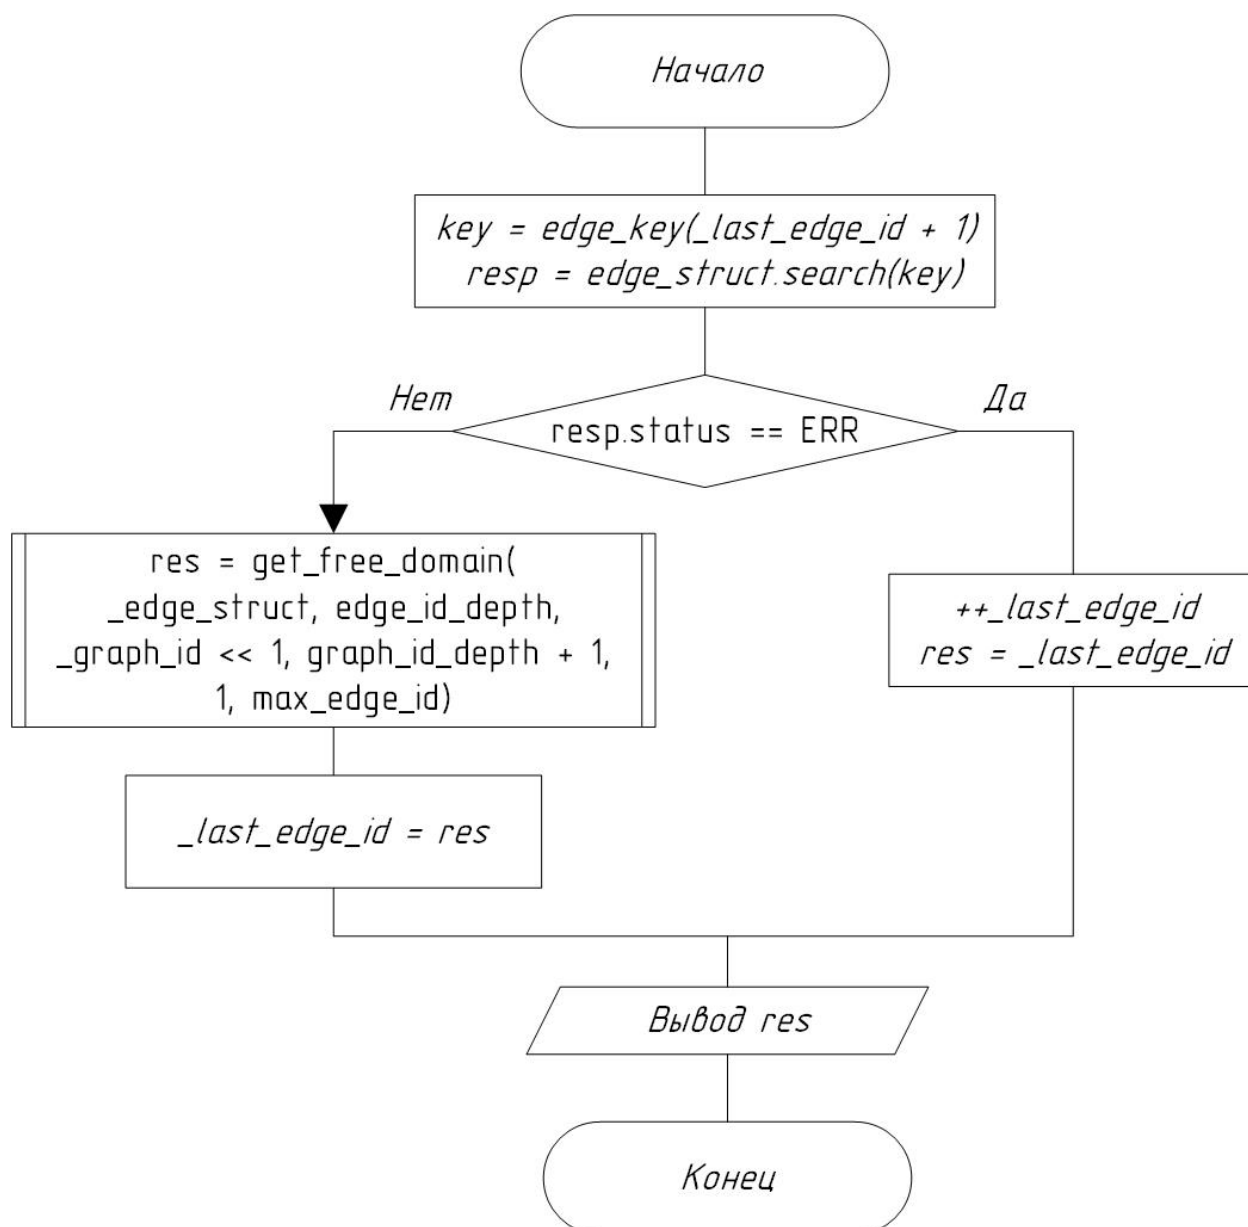 Начало
key = edge_key(_last_edge_id + 1)
resp = edge_struct.search(key)
Нет
Да
resp.status == ERR
res = get_free_domain(
_edge_struct, edge_id_depth,
_graph_id << 1, graph_id_depth + 1,
1, max_edge_id)
++_last_edge_id
res = _last_edge_id
_last_edge_id = res
Вывод res
Конец